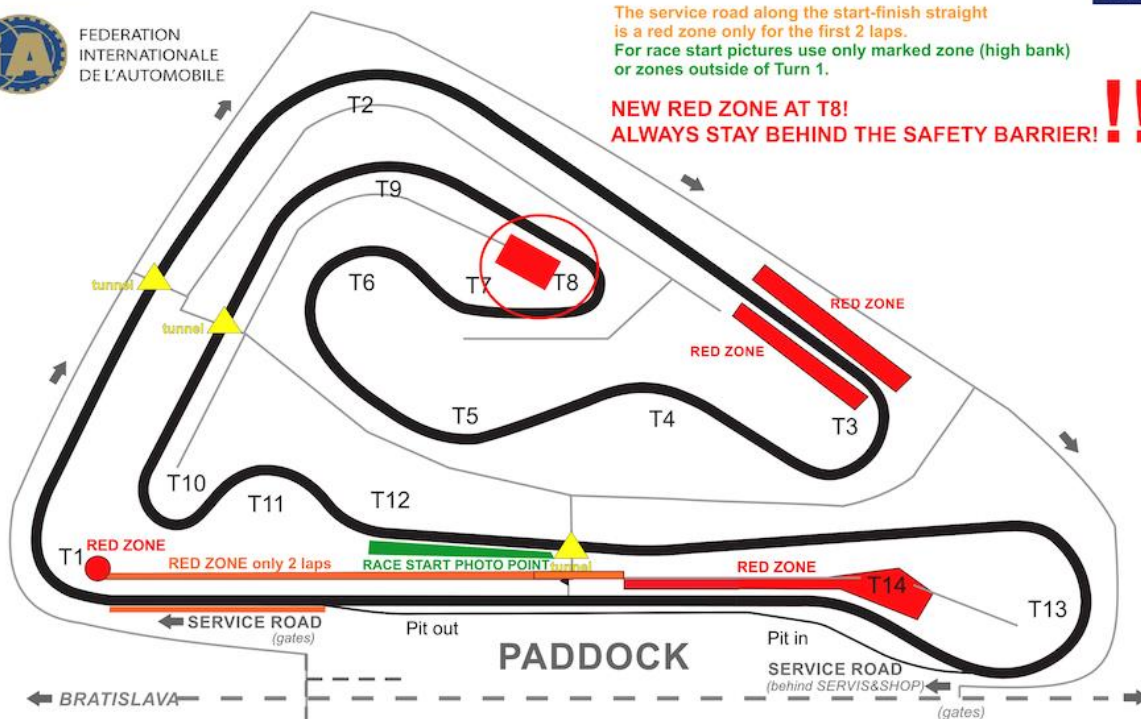 A
FEDERATION
INTERNATIONALE
DE L'AUTOMOBILE
The service road along the start-finish straight
is a red zone only for the first 2 laps.
For race start pictures use only marked zone (high bank)
or zones outside of Turn 1.
NEW RED ZONE AT T8!
ALWAYS STAY BEHIND THE SAFETY BARRIER!
!!
T2
T9
T6
T7
T8
tunnel
tunnel
RED ZONE
RED ZONE
T5
T4
T3
T10
T11
T12
T1
RED ZONE
RED ZONE only 2 laps
RACE START PHOTO POINT
tunnel
RED ZONE
T14
T13
SERVICE ROAD
(gates)
Pit out
PADDOCK
Pit in
SERVICE ROAD
(behind SERVIS&SHOP)
BRATISLAVA
(gates)